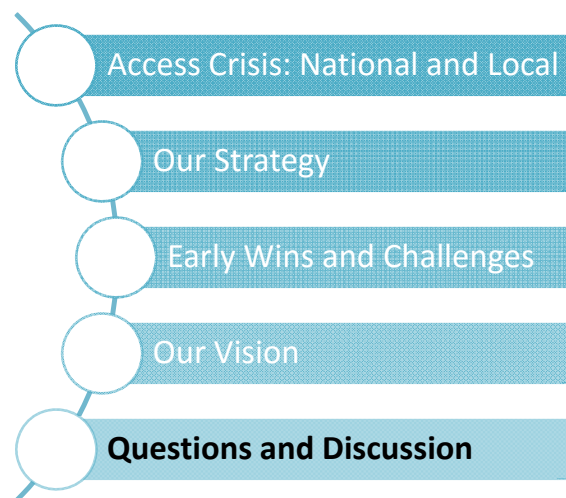 Access Crisis: National and Local
Our Strategy
Early Wins and Challenges
Our Vision
Questions and Discussion